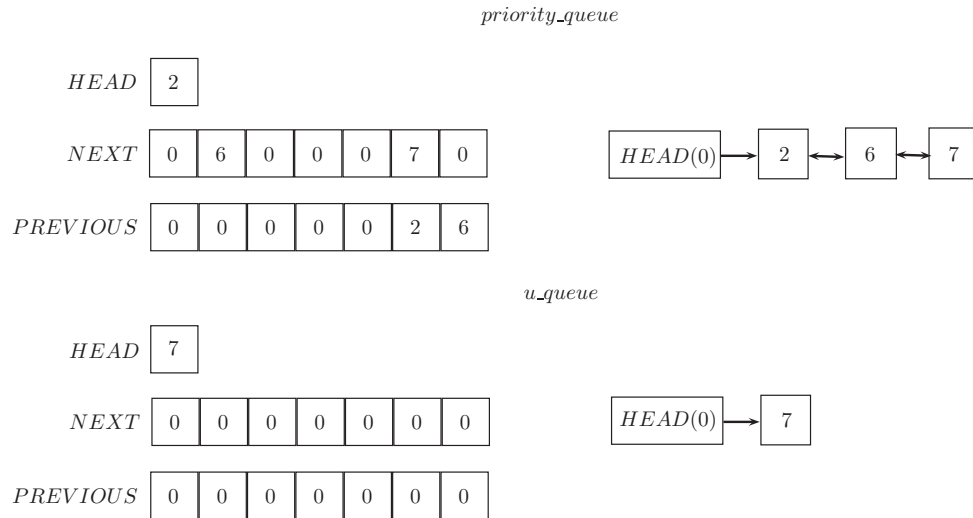 priority_queue
HEAD 2
NEXT 0 6 0 0 0 7 0
HEAD(0) 2 6 7
PREVIOUS 0 0 0 0 0 2 6
u_queue
HEAD 7
NEXT 0 0 0 0 0 0 0
HEAD(0) 7
PREVIOUS 0 0 0 0 0 0 0